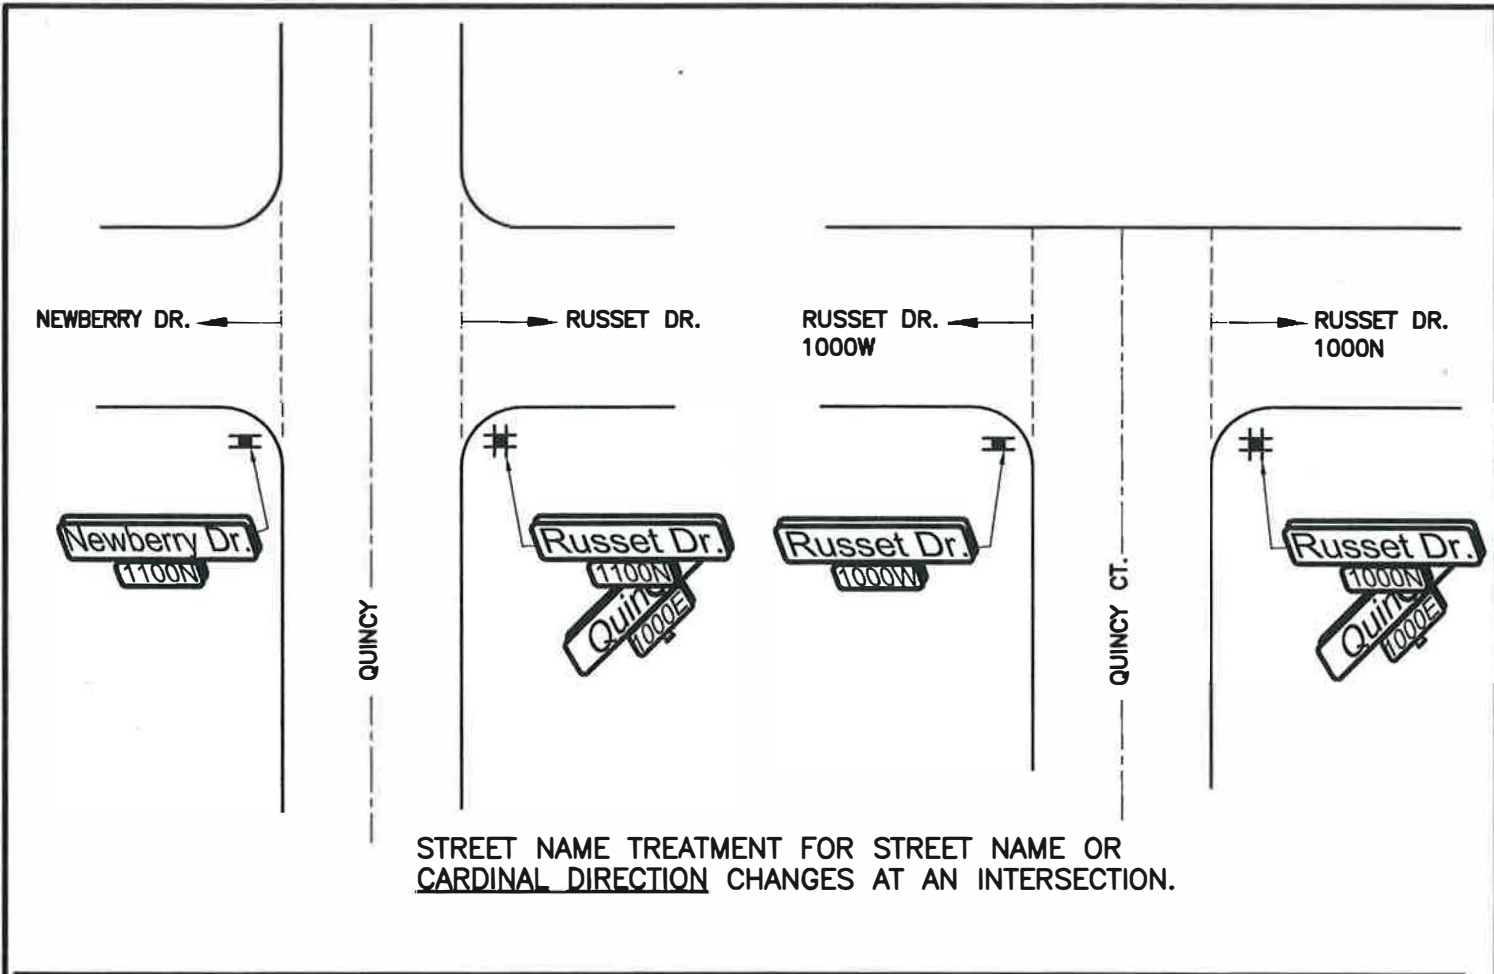 NEWBERRY DR.
RUSSET DR.
RUSSET DR.
1000W
RUSSET DR.
1000N
Newberry Dr.
1100N
Russet Dr.
1100N
Quinc
1000E
Russet Dr.
1000W
Russet Dr.
1000N
Quinc
1000E
QUINCY
QUINCY CT.
STREET NAME TREATMENT FOR STREET NAME OR
CARDINAL DIRECTION CHANGES AT AN INTERSECTION.